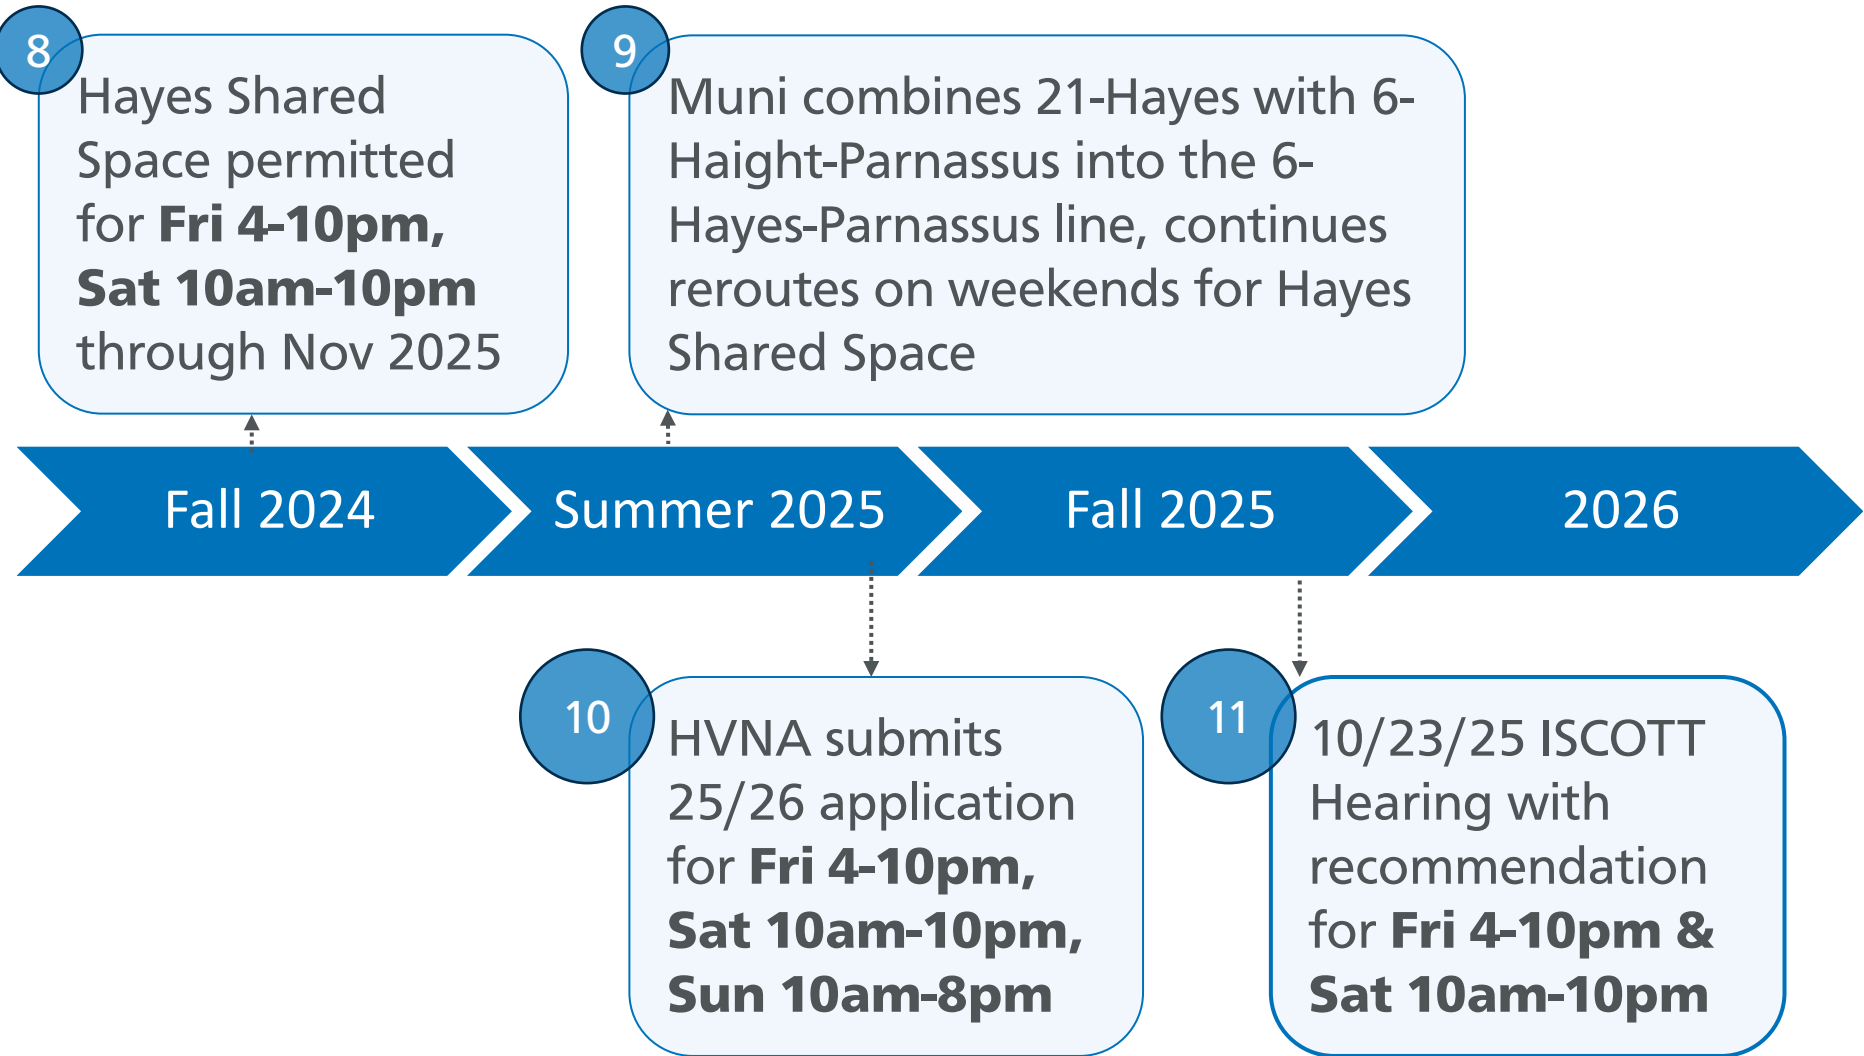 8
Hayes Shared
Space permitted
for Fri 4-10pm,
Sat 10am-10pm
through Nov 2025
9
Muni combines 21-Hayes with 6-
Haight-Parnassus into the 6-
Hayes-Parnassus line, continues
reroutes on weekends for Hayes
Shared Space
Fall 2024
Summer 2025
Fall 2025
2026
10
HVNA submits
25/26 application
for Fri 4-10pm,
Sat 10am-10pm,
Sun 10am-8pm
11
10/23/25 ISCOTT
Hearing with
recommendation
for Fri 4-10pm &
Sat 10am-10pm